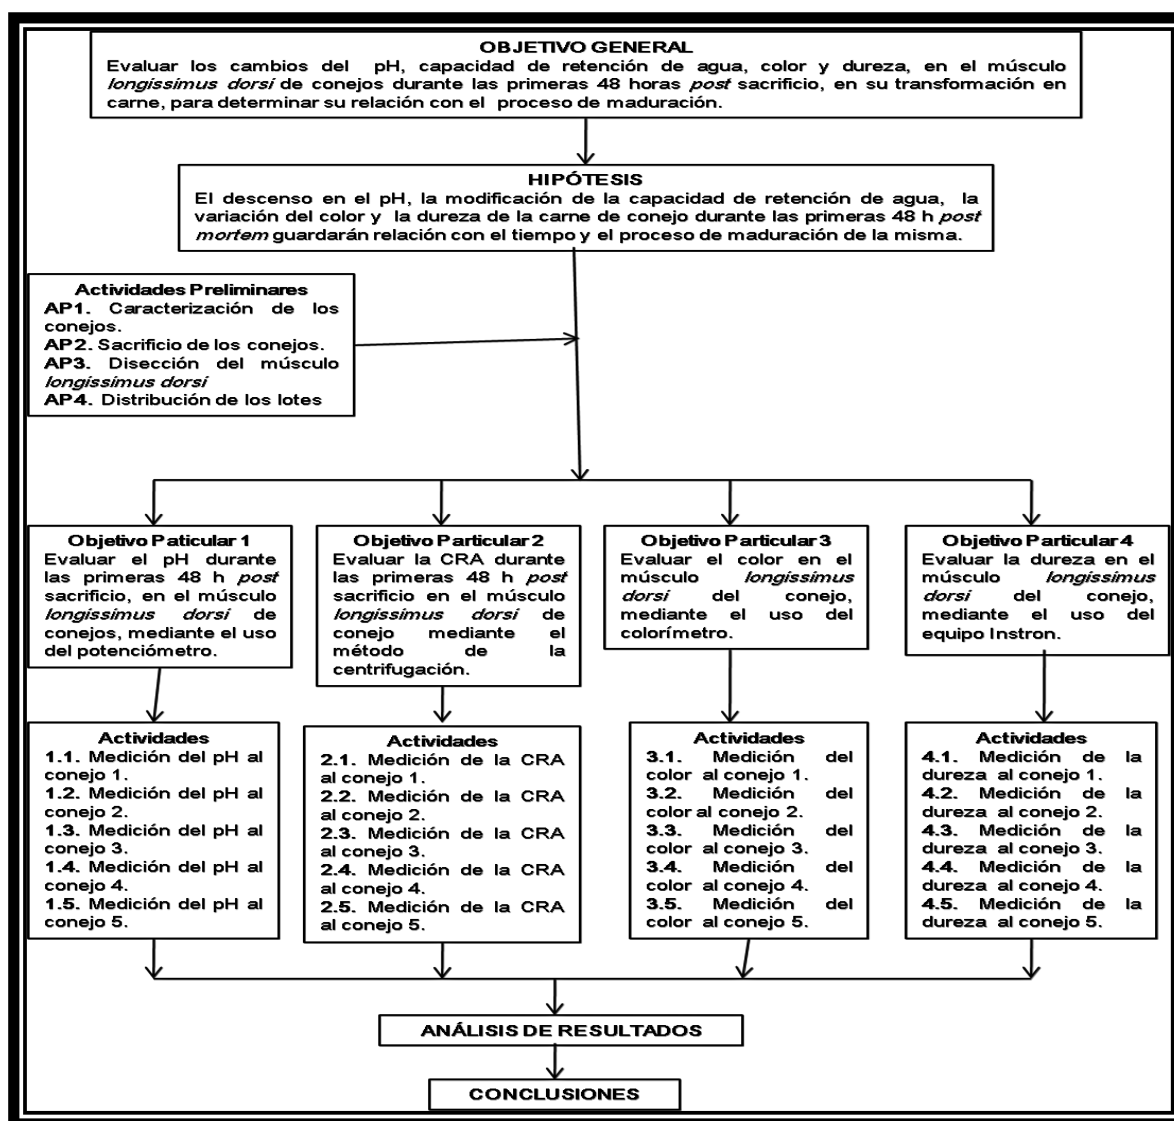 OBJETIVO GENERAL
Evaluar los cambios del pH, capacidad de retención de agua, color y dureza, en el músculo
longissimus dorsi de conejos durante las primeras 48 horas post sacrificio, en su transformación en
carne, para determinar su relación con el proceso de maduración.
HIPÓTESIS
El descenso en el pH, la modificación de la capacidad de retención de agua, la
variación del color y la dureza de la carne de conejo durante las primeras 48 h post
mortem guardarán relación con el tiempo y el proceso de maduración de la misma.
Actividades Preliminares
AP1. Caracterización de los
conejos.
AP2. Sacrificio de los conejos.
AP3. Disección del músculo
longissimus dorsi
AP4. Distribución de los lotes
Objetivo Paticular 1
Evaluar el pH durante
las primeras 48 h post
sacrificio, en el músculo
longissimus dorsi de
conejos, mediante el uso
del potenciómetro.
Objetivo Particular 2
Evaluar la CRA durante
las primeras 48 h post
sacrificio en el músculo
longissimus dorsi de
conejo mediante el
método de la
centrifugación.
Objetivo Particular 3
Evaluar el color en el
músculo longissimus
dorsi del conejo,
mediante el uso del
colorímetro.
Objetivo Particular 4
Evaluar la dureza en el
músculo longissimus
dorsi del conejo,
mediante el uso del
equipo Instron.
Actividades
1.1. Medición del pH al
conejo 1.
1.2. Medición del pH al
conejo 2.
1.3. Medición del pH al
conejo 3.
1.4. Medición del pH al
conejo 4.
1.5. Medición del pH al
conejo 5.
Actividades
2.1. Medición de la CRA
al conejo 1.
2.2. Medición de la CRA
al conejo 2.
2.3. Medición de la CRA
al conejo 3.
2.4. Medición de la CRA
al conejo 4.
2.5. Medición de la CRA
al conejo 5.
Actividades
3.1. Medición del
color al conejo 1.
3.2. Medición del
color al conejo 2.
3.3. Medición del
color al conejo 3.
3.4. Medición del
color al conejo 4.
3.5. Medición del
color al conejo 5.
Actividades
4.1. Medición de la
dureza al conejo 1.
4.2. Medición de la
dureza al conejo 2.
4.3. Medición de la
dureza al conejo 3.
4.4. Medición de la
dureza al conejo 4.
4.5. Medición de la
dureza al conejo 5.
ANÁLISIS DE RESULTADOS
CONCLUSIONES